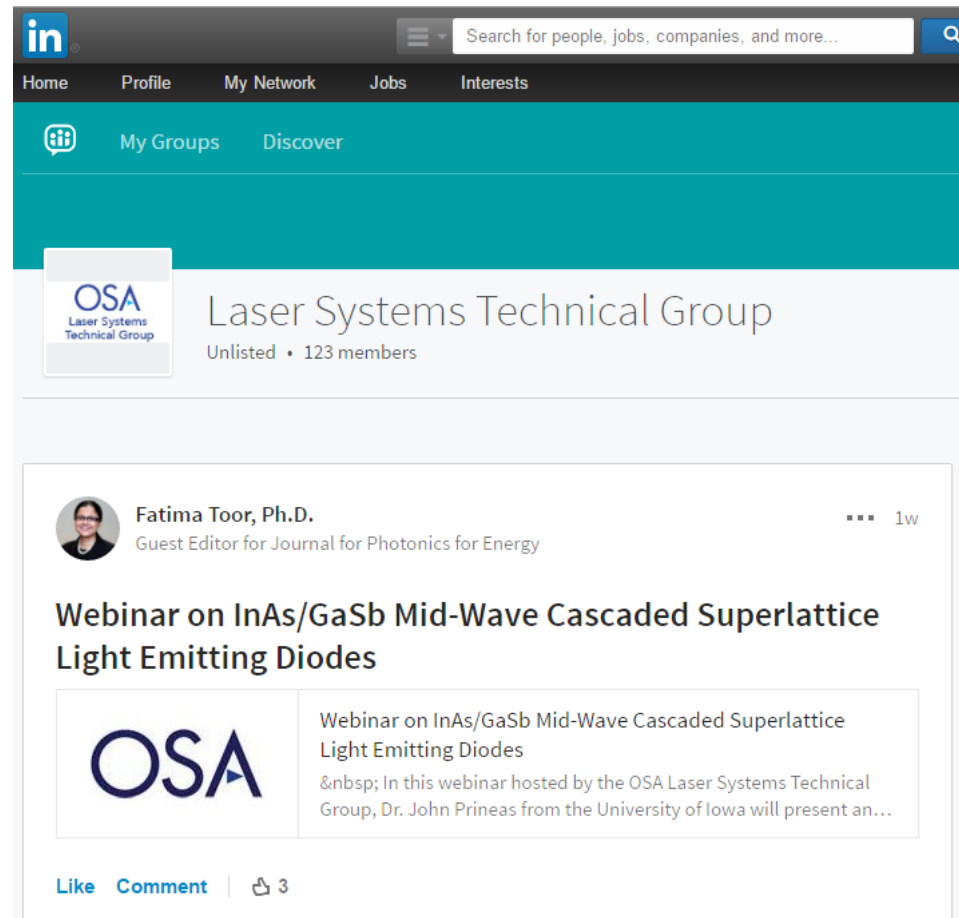 in
Search for people, jobs, companies, and more...
Home Profile My Network Jobs Interests
My Groups Discover
OSA
Laser Systems
Technical Group
Laser Systems Technical Group
Unlisted • 123 members
Fatima Toor, Ph.D.
1w
Guest Editor for Journal for Photonics for Energy
Webinar on InAs/GaSb Mid-Wave Cascaded Superlattice
Light Emitting Diodes
OSA
Webinar on InAs/GaSb Mid-Wave Cascaded Superlattice
Light Emitting Diodes
&nbsp; In this webinar hosted by the OSA Laser Systems Technical
Group, Dr. John Prineas from the University of Iowa will present an...
Like Comment 3